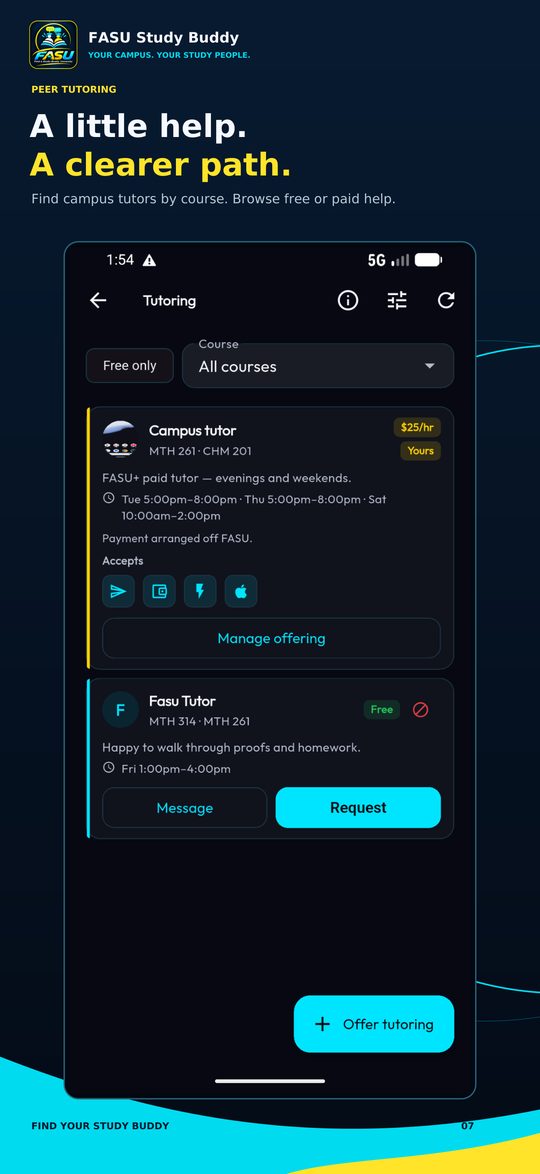 FASU
FASU Study Buddy
YOUR CAMPUS. YOUR STUDY PEOPLE.
PEER TUTORING
A little help.
A clearer path.
Find campus tutors by course. Browse free or paid help.
1:54
5G
Tutoring
Free only
Course
All courses
Campus tutor
$25/hr
MTH 261 · CHM 201
Yours
FASU+ paid tutor — evenings and weekends.
Tue 5:00pm–8:00pm · Thu 5:00pm–8:00pm · Sat
10:00am–2:00pm
Payment arranged off FASU.
Accepts
Manage offering
F
Fasu Tutor
MTH 314 · MTH 261
Free
Happy to walk through proofs and homework.
Fri 1:00pm–4:00pm
Message
Request
+ Offer tutoring
FIND YOUR STUDY BUDDY
07